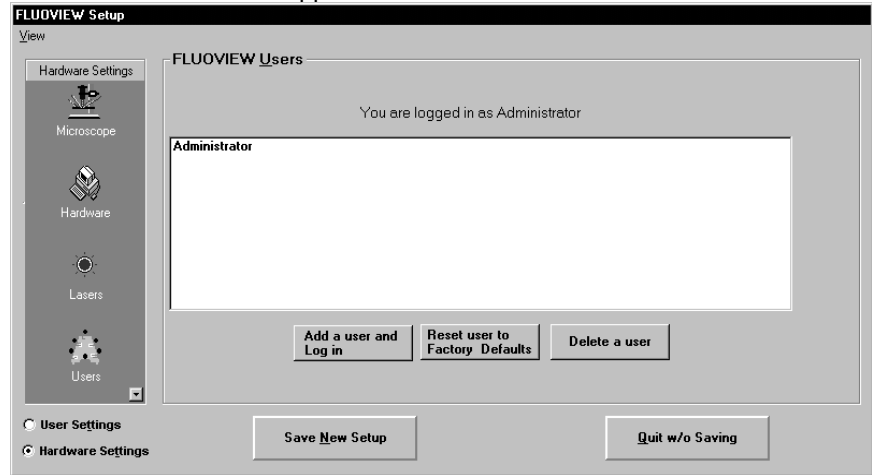 FLUOVIEW Setup
View
Hardware Settings
Microscope
Hardware
Lasers
Users
FLUOVIEW Users
You are logged in as Administrator
Administrator
Add a user and
Log in
Reset user to
Factory Defaults
Delete a user
User Settings
Hardware Settings
Save New Setup
Quit w/o Saving